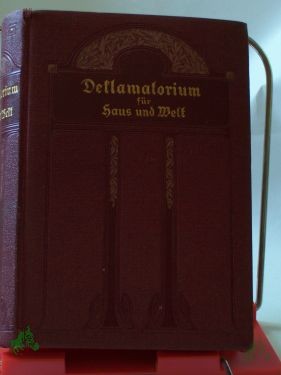 Deklamatorium
für
Haus und Welt